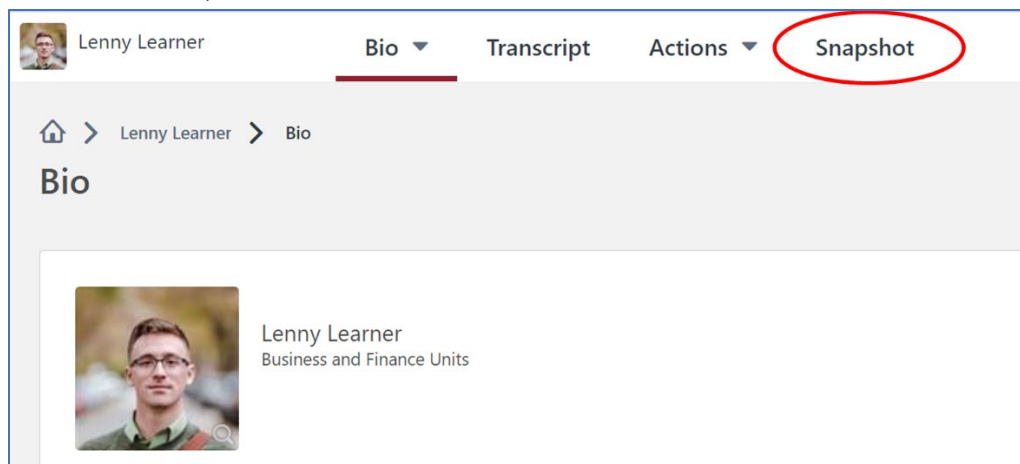 Lenny Learner Bio Transcript Actions Snapshot
Lenny Learner Bio
Bio
Lenny Learner
Business and Finance Units